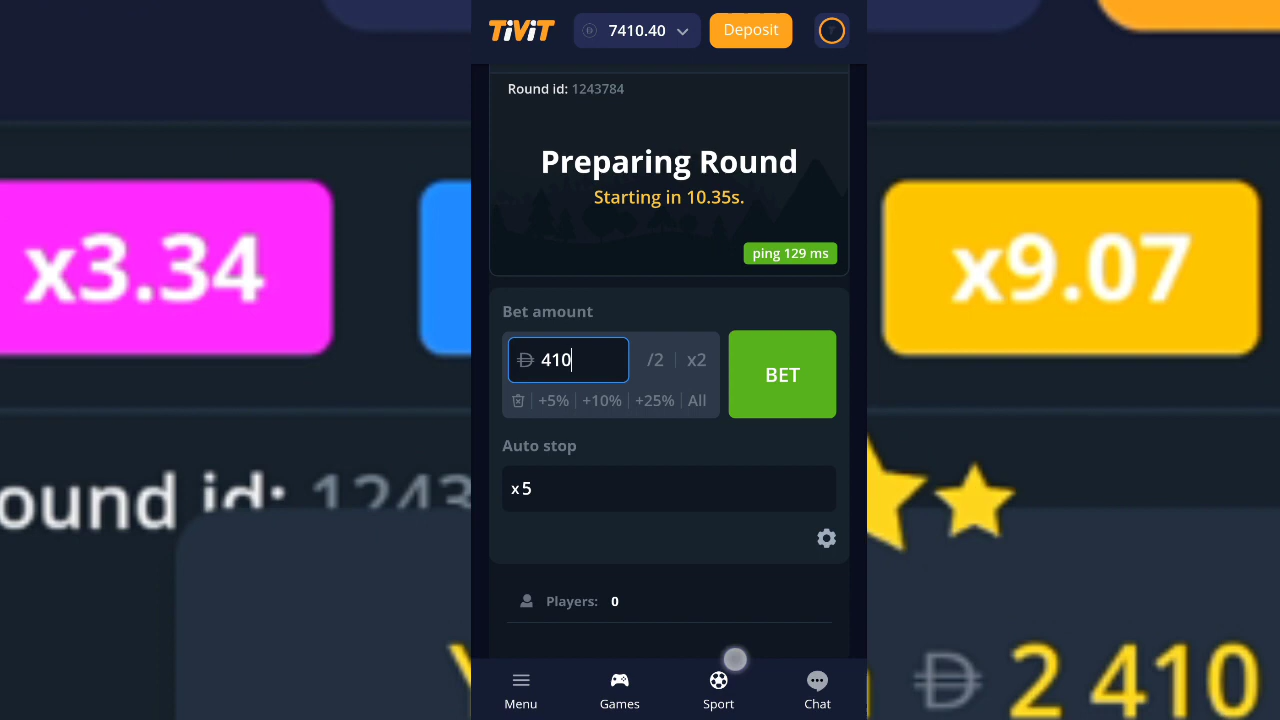 TiViT
7410.40
Deposit
Round id: 1243784
Preparing Round
Starting in 10.35s.
ping 129 ms
x3.34
x9.07
Bet amount
410
/2
x2
BET
+5%
+10%
+25%
All
Auto stop
x 5
ound id: 1243
Players: 0
2 410
Menu
Games
Sport
Chat